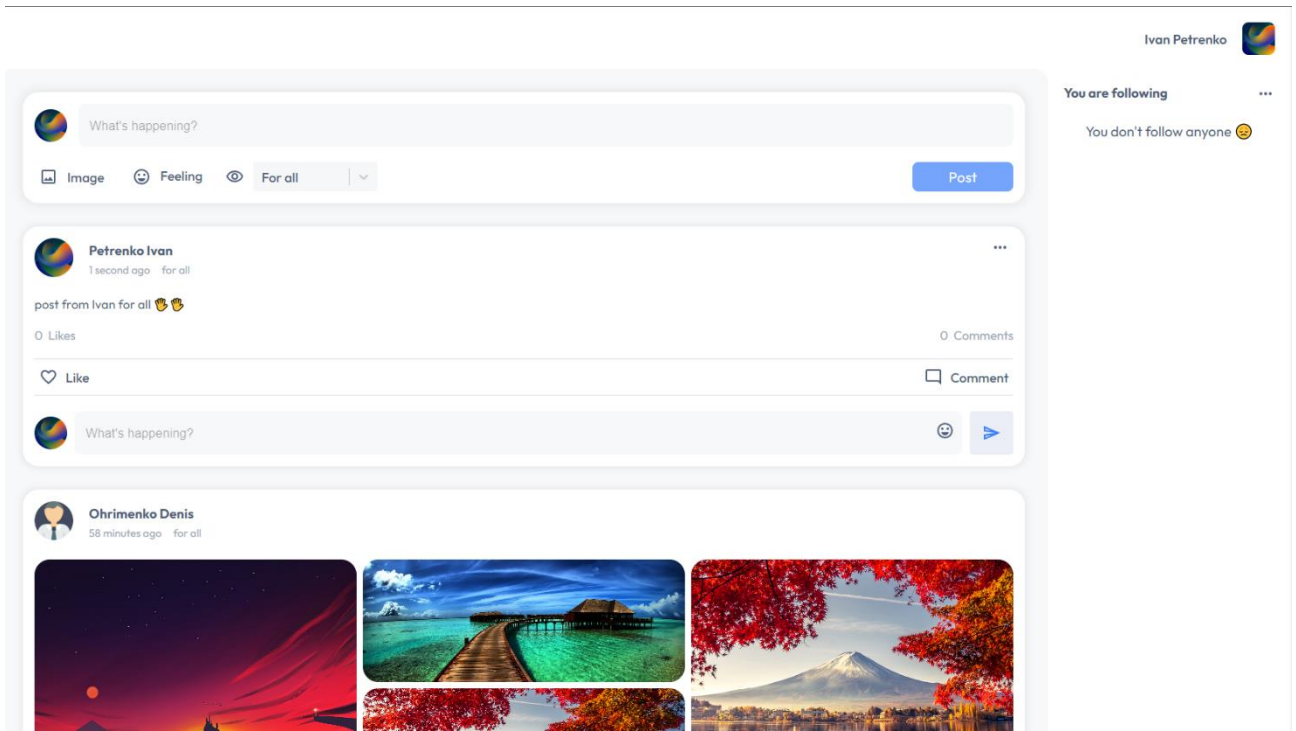 Ivan Petrenko
You are following
You don't follow anyone 😑
What's happening?
Image Feeling For all
Post
Petrenko Ivan
1 second ago for all
post from Ivan for all 👋👋
0 Likes
0 Comments
Like
Comment
What's happening?
Ohrimenko Denis
58 minutes ago for all